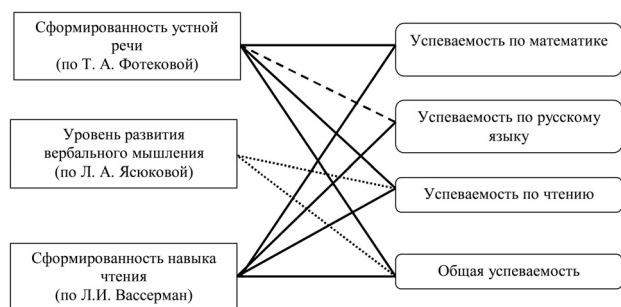 Сформированность устной
речи
(по Т. А. Фотековой)
Уровень развития
вербального мышления
(по Л. А. Ясюковой)
Сформированность навыка
чтения
(по Л.И. Вассерман)
Успеваемость по математике
Успеваемость по русскому
языку
Успеваемость по чтению
Общая успеваемость